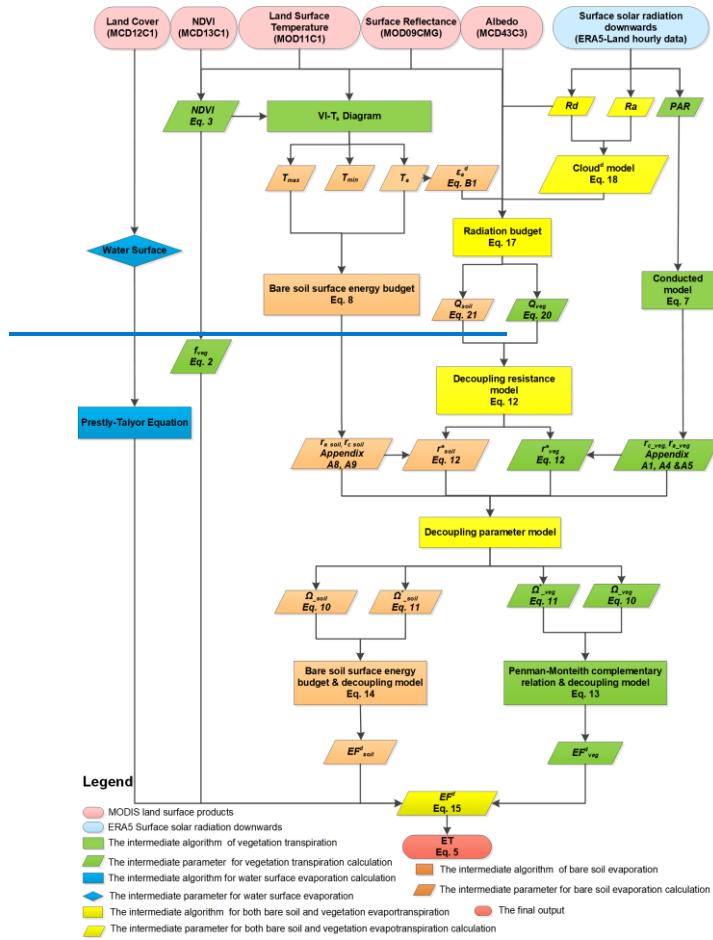 Land Cover
(MCD12C1)
NDVI
(MCD13C1)
Land Surface
Temperature
(MOD11C1)
Surface Reflectance
(MOD09CMG)
Albedo
(MCD43C3)
Surface solar radiation
downwards
(ERA5-Land hourly data)
NDVI
Eq. 3
VI-Ts Diagram
Rd
Ra
PAR
Tmax
Tmin
Ta
εa^d
Eq. B1
Cloud^d model
Eq. 18
Water Surface
Radiation budget
Eq. 17
Bare soil surface energy budget
Eq. 8
Qsoil
Eq. 21
Qveg
Eq. 20
Conducted
model
Eq. 7
fveg
Eq. 2
Decoupling resistance
model
Eq. 12
Prestly-Talyor Equation
ra_soil, rc_soil
Appendix
A8, A9
r*soil
Eq. 12
r*veg
Eq. 12
rc_veg, ra_veg
Appendix
A1, A4 &A5
Decoupling parameter model
Ω_soil
Eq. 10
Ω*_soil
Eq. 11
Ω*_veg
Eq. 11
Ω_veg
Eq. 10
Bare soil surface energy
budget & decoupling model
Eq. 14
Penman-Monteith complementary
relation & decoupling model
Eq. 13
EF^d soil
EF^d veg
EF^d
Eq. 15
ET
Eq. 5
Legend
MODIS land surface products
ERA5 Surface solar radiation downwards
The intermediate algorithm of vegetation transpiration
The intermediate parameter for vegetation transpiration calculation
The intermediate algorithm for water surface evaporation calculation
The intermediate parameter for water surface evaporation
The intermediate algorithm for both bare soil and vegetation evapotranspiration
The intermediate parameter for both bare soil and vegetation evapotranspiration calculation
The intermediate algorithm of bare soil evaporation
The intermediate parameter for bare soil evaporation calculation
The final output